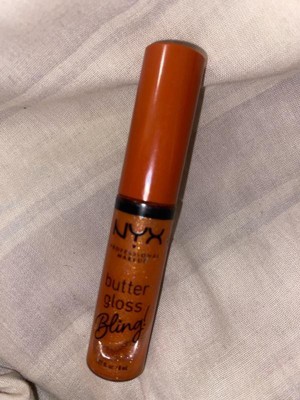 NYX
PROFESSIONAL
MAKEUP
butter
gloss
Bling!